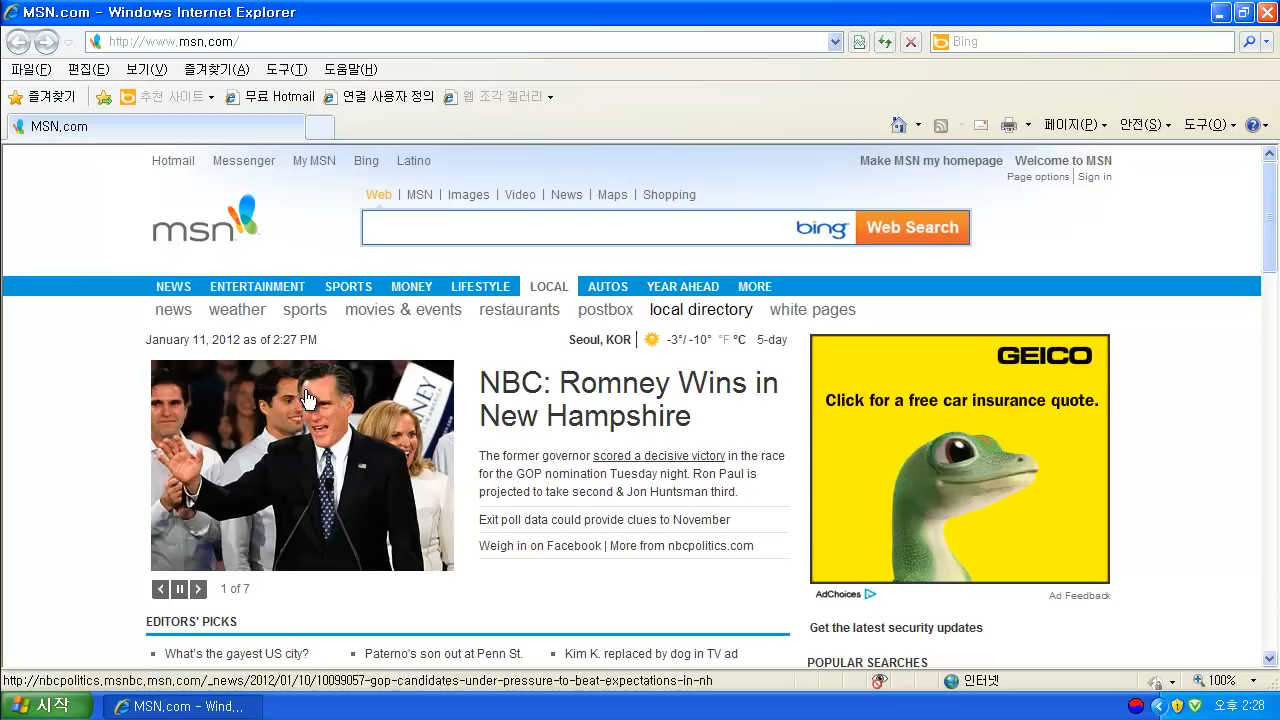 MSN.com - Windows Internet Explorer
http://www.msn.com/
Bing
파일(F) 편집(E) 보기(V) 즐겨찾기(A) 도구(T) 도움말(H)
즐겨찾기 추천 사이트 무료 Hotmail 연결 사용자 정의 웹 조각 갤러리
MSN.com
페이지(P) 안전(S) 도구(O)
Hotmail Messenger My MSN Bing Latino
Make MSN my homepage Welcome to MSN
Page options Sign in
Web | MSN | Images | Video | News | Maps | Shopping
msn
bing Web Search
NEWS ENTERTAINMENT SPORTS MONEY LIFESTYLE LOCAL AUTOS YEAR AHEAD MORE
news weather sports movies & events restaurants postbox local directory white pages
January 11, 2012 as of 2:27 PM
Seoul, KOR | -3°/ -10° °F °C 5-day
NBC: Romney Wins in
New Hampshire
The former governor scored a decisive victory in the race
for the GOP nomination Tuesday night. Ron Paul is
projected to take second & Jon Huntsman third.
Exit poll data could provide clues to November
Weigh in on Facebook | More from nbcpolitics.com
1 of 7
GEICO
Click for a free car insurance quote.
AdChoices
Ad Feedback
EDITORS' PICKS
What's the gayest US city?
Paterno's son out at Penn St.
Kim K. replaced by dog in TV ad
Get the latest security updates
POPULAR SEARCHES
http://nbcpolitics.msnbc.msn.com/_news/2012/01/10/10099057-gop-candidates-under-pressure-to-beat-expectations-in-nh
인터넷
100%
시작
MSN.com - Wind...
오후 2:28